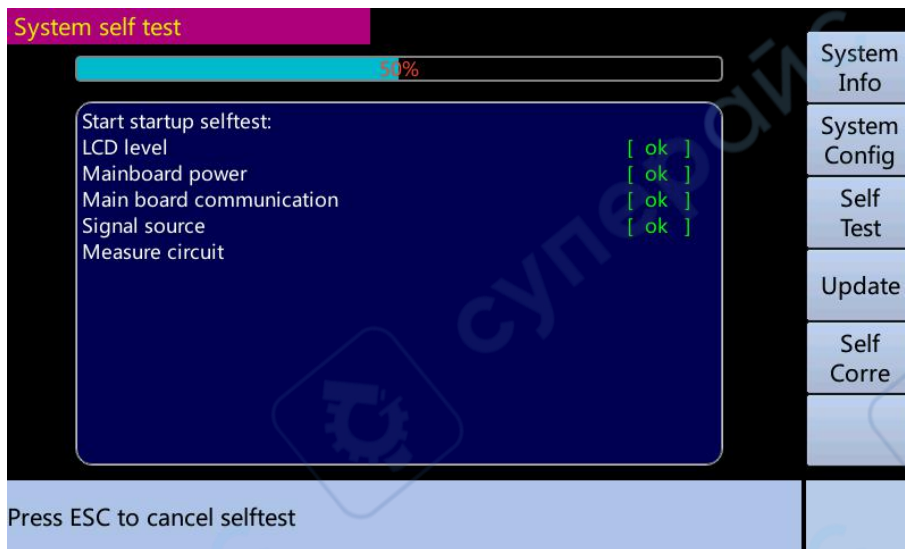 System self test
50%
Start startup selftest:
LCD level [ ok ]
Mainboard power [ ok ]
Main board communication [ ok ]
Signal source [ ok ]
Measure circuit
System
Info
System
Config
Self
Test
Update
Self
Corre
Press ESC to cancel selftest
суперайс